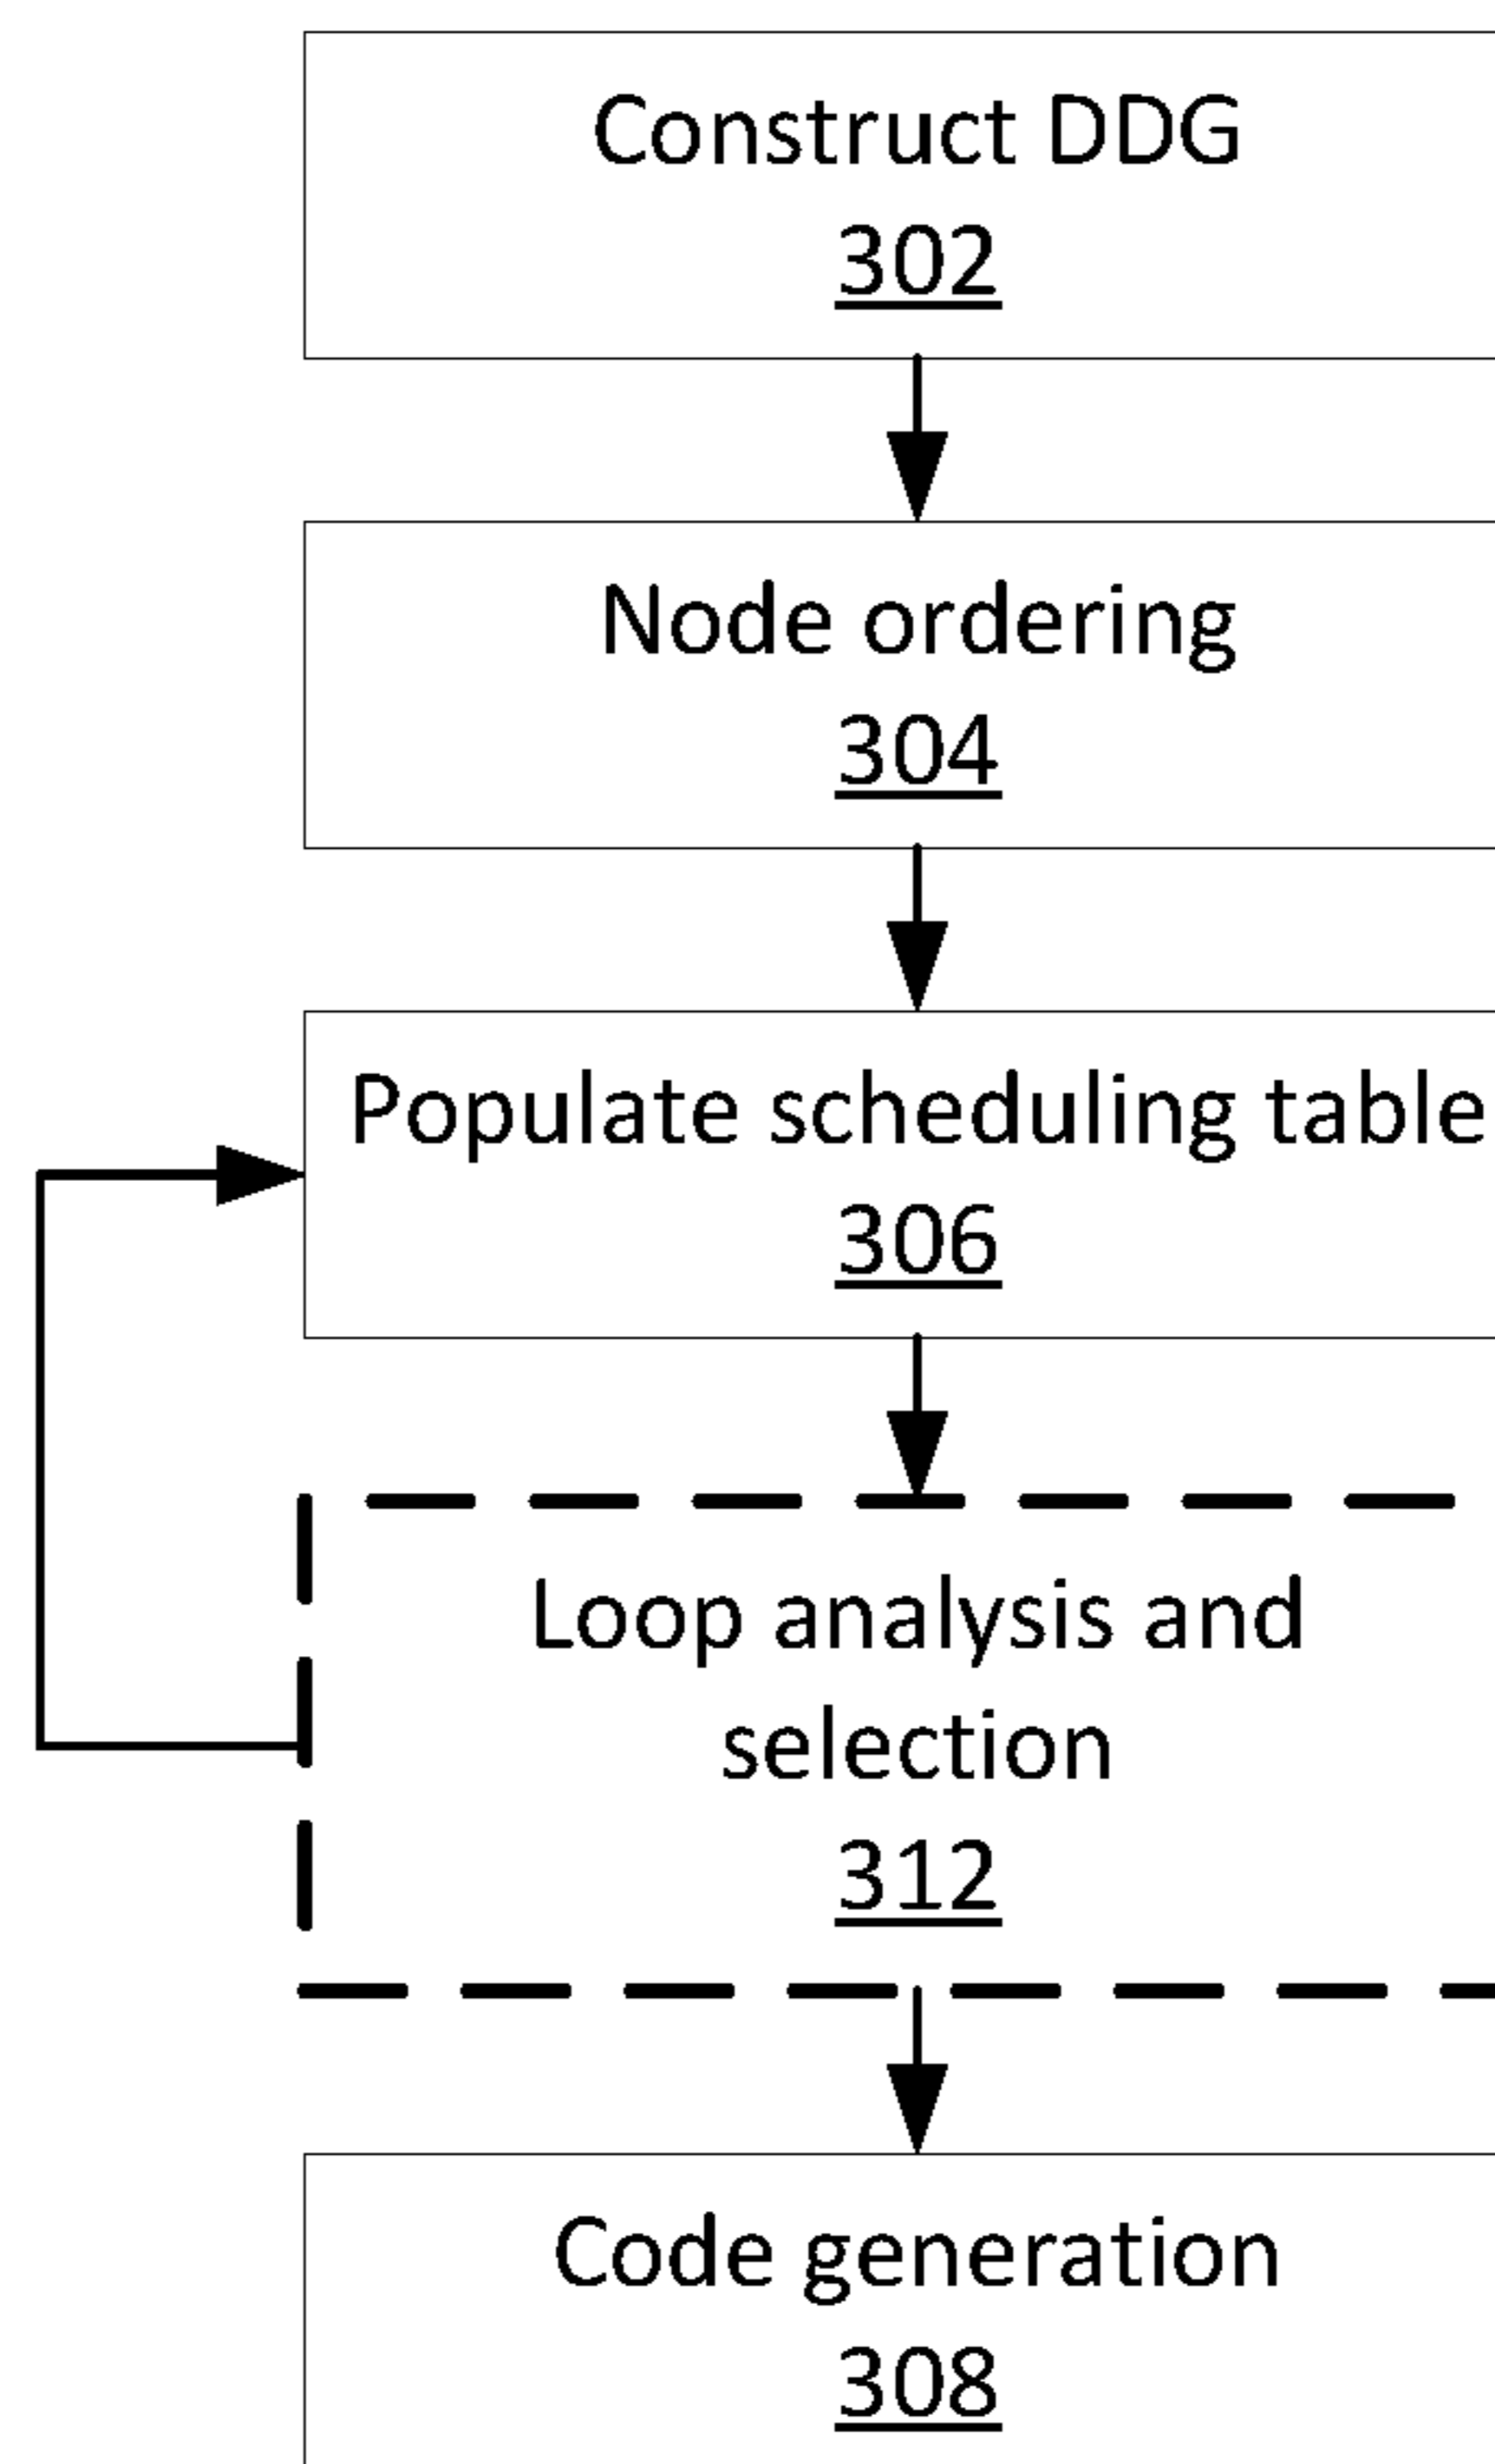 Construct DDG
302
Node ordering
304
Populate scheduling table
306
Loop analysis and
selection
312
Code generation
308